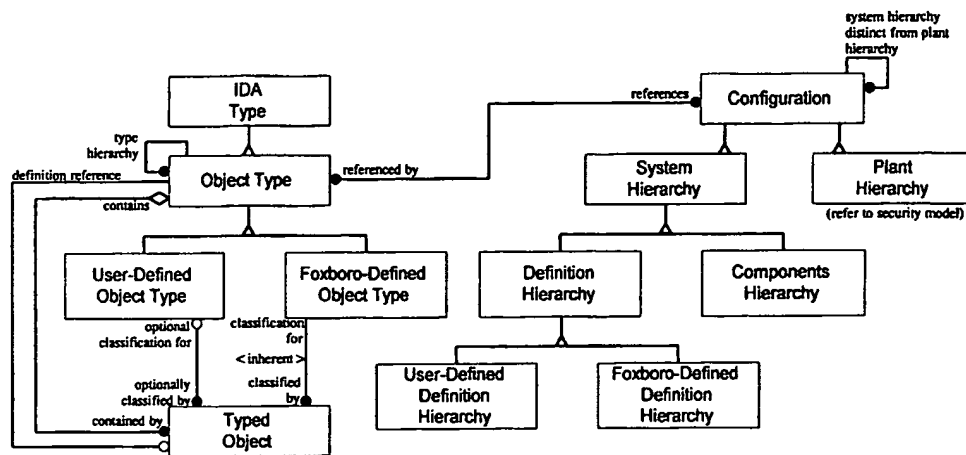 system hierarchy
distinct from plant
hierarchy
IDA
Type
references
Configuration
type
hierarchy
Object Type
referenced by
definition reference
contains
System
Hierarchy
Plant
Hierarchy
(refer to security model)
User-Defined
Object Type
Foxboro-Defined
Object Type
Definition
Hierarchy
Components
Hierarchy
optional
classification for
classification
for
< inherent >
optionally
classified by
classified
by
contained by
Typed
Object
User-Defined
Definition
Hierarchy
Foxboro-Defined
Definition
Hierarchy